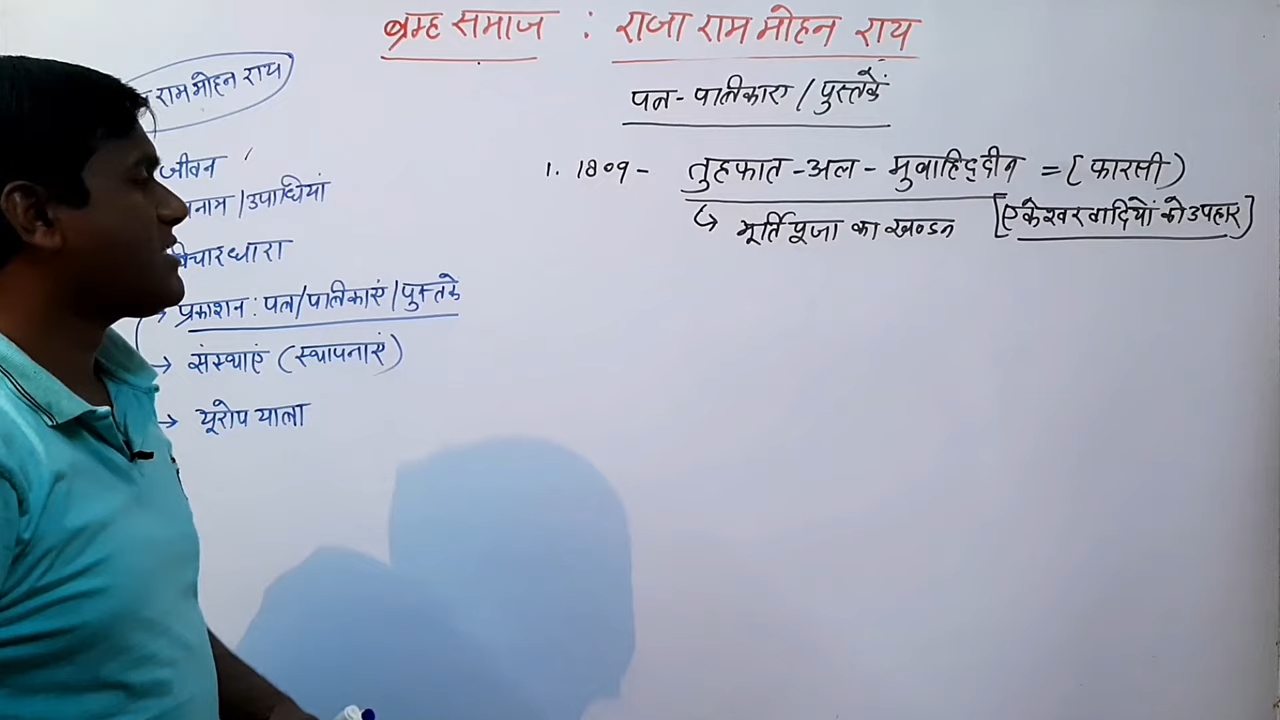 ब्रम्ह समाज : राजा राम मोहन राय
राम मोहन राय
जीवन
नाम / उपाधियां
विचारधारा
→ प्रकाशन : पत्र/पत्रिकाएं/पुस्तके
→ संस्थाएं (स्थापनाएं)
→ यूरोप यात्रा
पत्र - पत्रिकाएं / पुस्तकें
1. 1809 - तुहफात - अल - मुवाहिद्दीन = (फारसी)
↳ मूर्तिपूजा का खण्डन [एकेश्वरवादियों को उपहार]